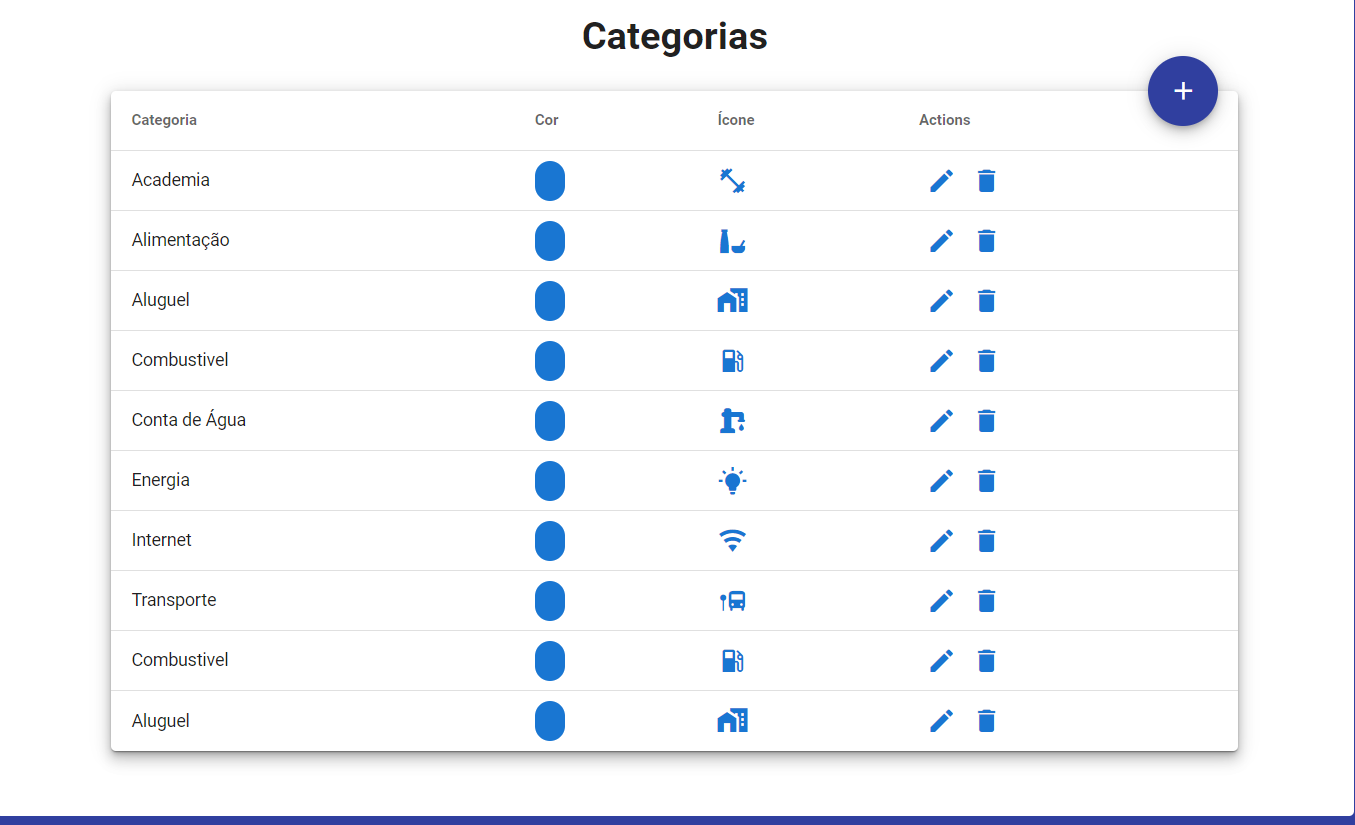 Categorias
+
Categoria Cor Ícone Actions
Academia
Alimentação
Aluguel
Combustivel
Conta de Água
Energia
Internet
Transporte
Combustivel
Aluguel